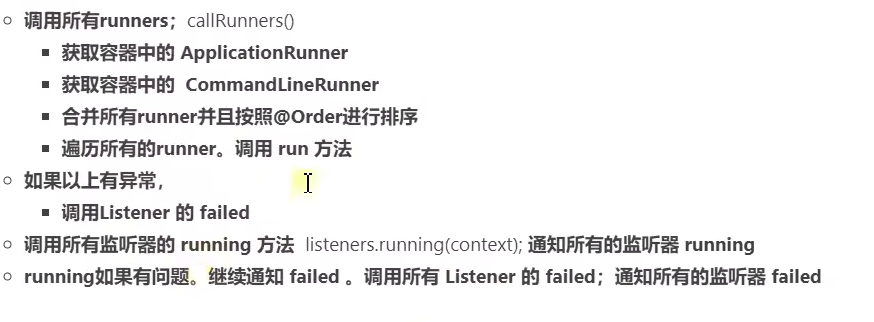 调用所有runners；callRunners()
获取容器中的 ApplicationRunner
获取容器中的 CommandLineRunner
合并所有runner并且按照@Order进行排序
遍历所有的runner。调用 run 方法
如果以上有异常，
调用Listener 的 failed
调用所有监听器的 running 方法 listeners.running(context); 通知所有的监听器 running
running如果有问题。继续通知 failed 。调用所有 Listener 的 failed；通知所有的监听器 failed